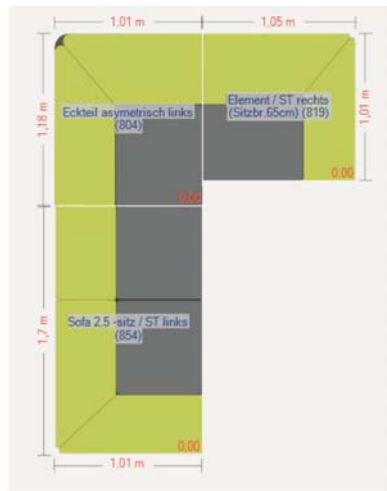 1,01 m
1,05 m
1,18 m
Eckteil asymetrisch links
(804)
Element / ST rechts
(Sitzbr.65cm) (819)
1,01 m
0,00
0,00
1,7 m
Sofa 2,5 -sitz / ST links
(854)
0,00
1,01 m